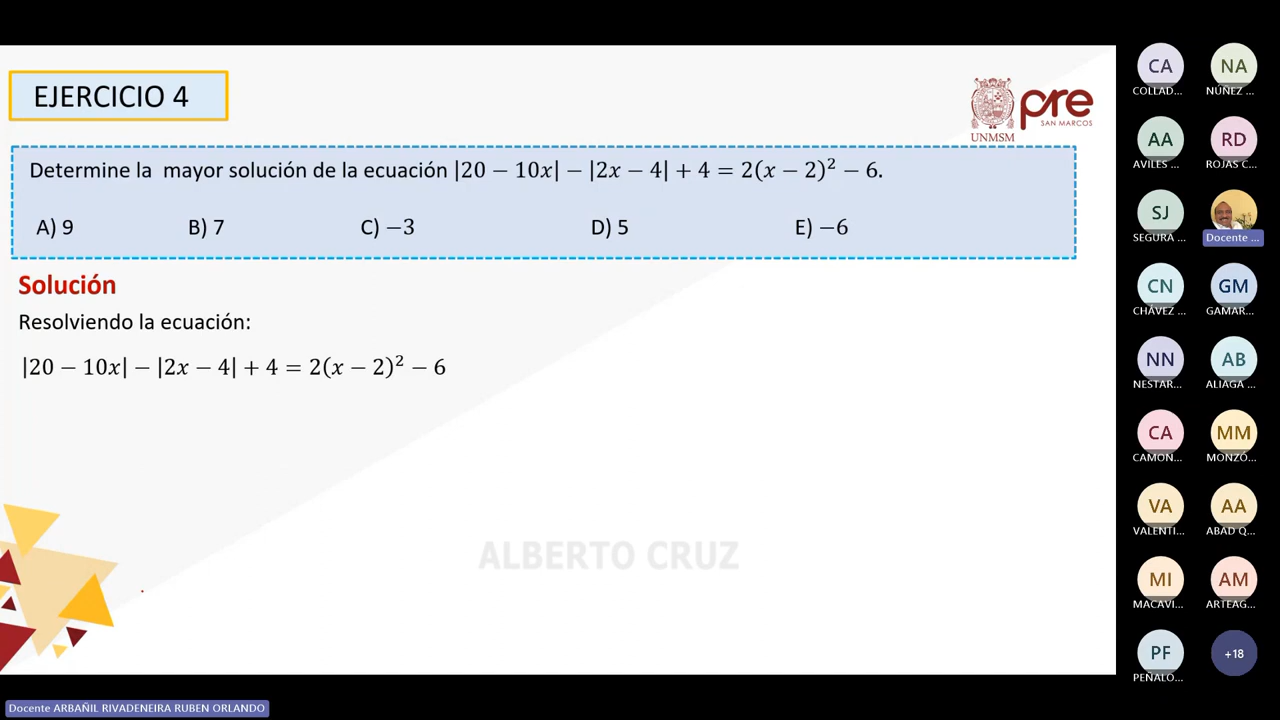 EJERCICIO 4
UNMSM
pre
SAN MARCOS
Determine la mayor solución de la ecuación |20 − 10x| − |2x − 4| + 4 = 2(x − 2)² − 6.
A) 9 B) 7 C) −3 D) 5 E) −6
Solución
Resolviendo la ecuación:
|20 − 10x| − |2x − 4| + 4 = 2(x − 2)² − 6
ALBERTO CRUZ
CA NA
COLLAD... NÚÑEZ ...
AA RD
AVILES ... ROJAS C...
SJ
SEGURA ... Docente ...
CN GM
CHÁVEZ ... GAMAR...
NN AB
NESTAR... ALIAGA ...
CA MM
CAMON... MONZÓ...
VA AA
VALENTI... ABAD Q...
MI AM
MACAVI... ARTEAG...
PF +18
PEÑALO...
Docente ARBAÑIL RIVADENEIRA RUBEN ORLANDO